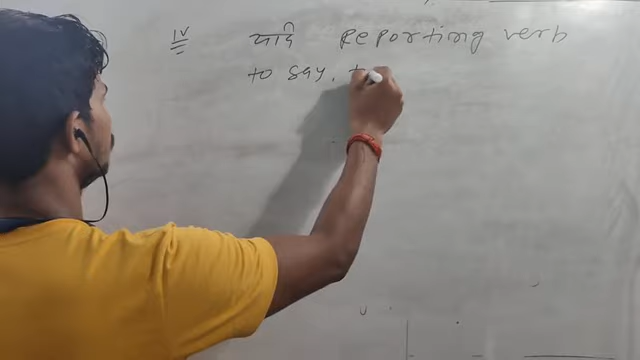 IV यदि Reporting verb
to say, t